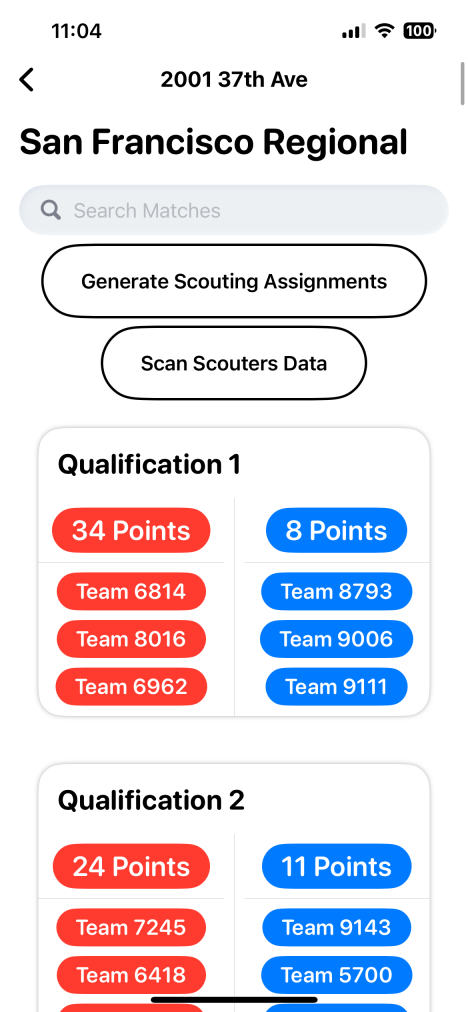 11:04
100
2001 37th Ave
San Francisco Regional
Search Matches
Generate Scouting Assignments
Scan Scouters Data
Qualification 1
34 Points 8 Points
Team 6814 Team 8793
Team 8016 Team 9006
Team 6962 Team 9111
Qualification 2
24 Points 11 Points
Team 7245 Team 9143
Team 6418 Team 5700